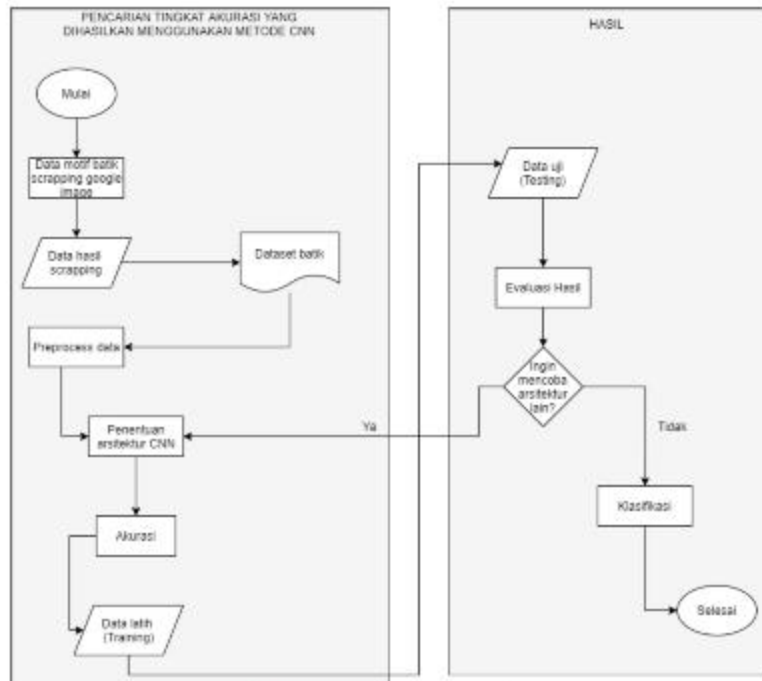 PENCARIAN TINGKAT AKURASI YANG
DIHASILKAN MENGGUNAKAN METODE CNN
Mulai
Data motif batik
scrapping google
image
Data hasil
scrapping
Dataset batik
Preprocess data
Penentuan
arsitektur CNN
Akurasi
Data latih
(Training)
HASIL
Data uji
(Testing)
Evaluasi Hasil
Ingin
mencoba
arsitektur
lain?
Ya
Tidak
Klasifikasi
Selesai